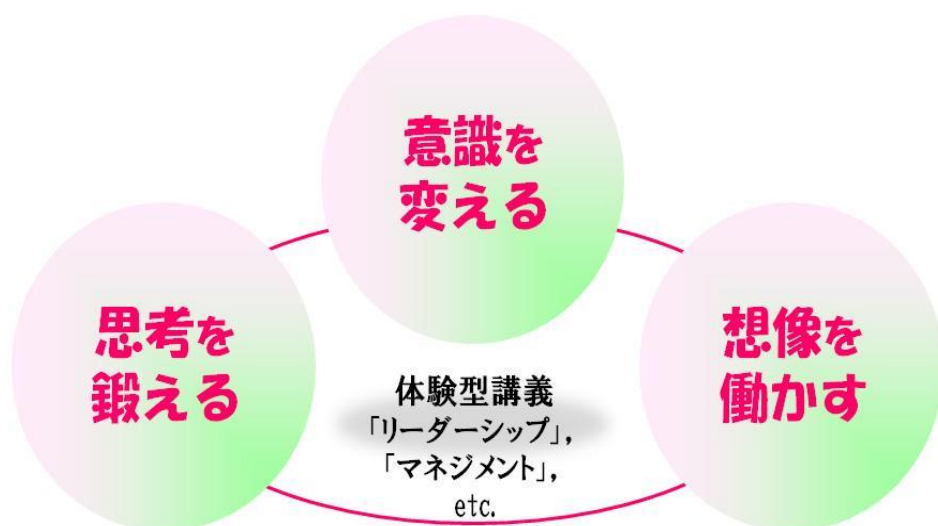 意識を
変える
思考を
鍛える
想像を
働かす
体験型講義
「リーダーシップ」，
「マネジメント」，
etc.